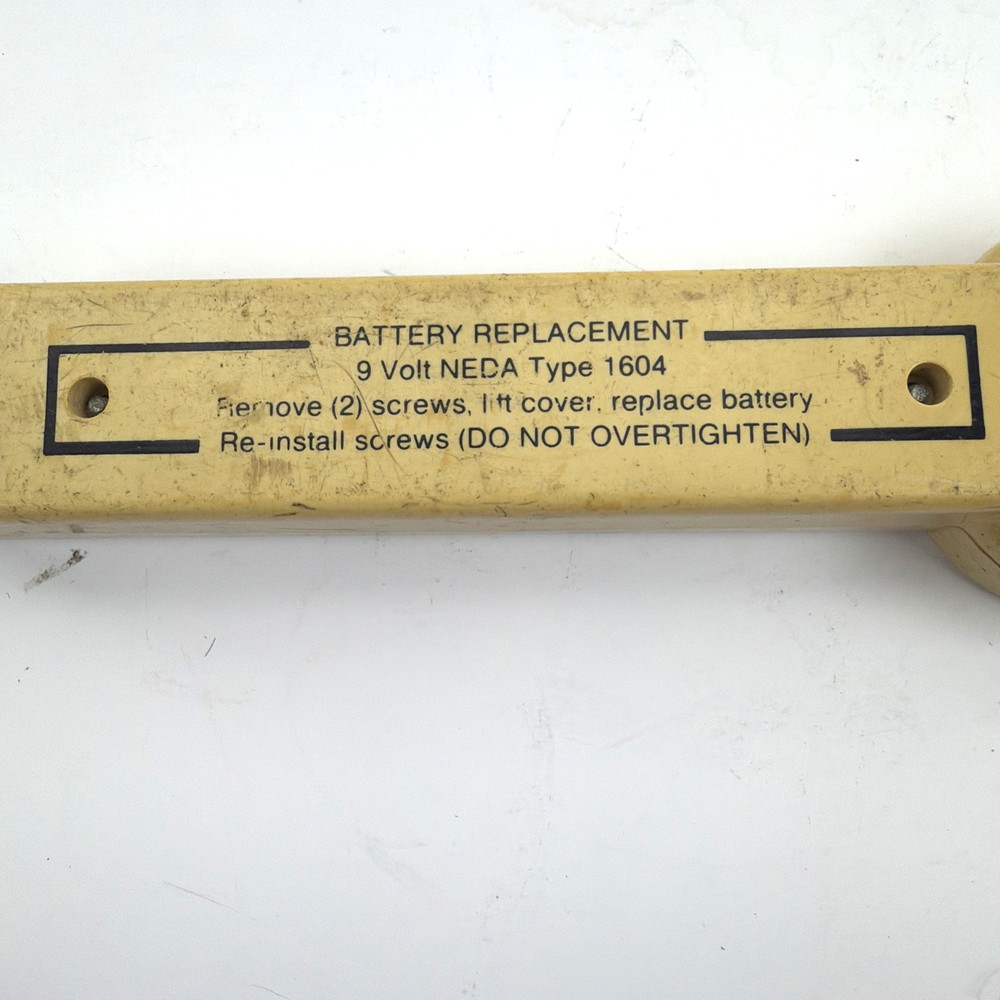 BATTERY REPLACEMENT
9 Volt NEDA Type 1604
Remove (2) screws, lift cover, replace battery
Re-install screws (DO NOT OVERTIGHTEN)